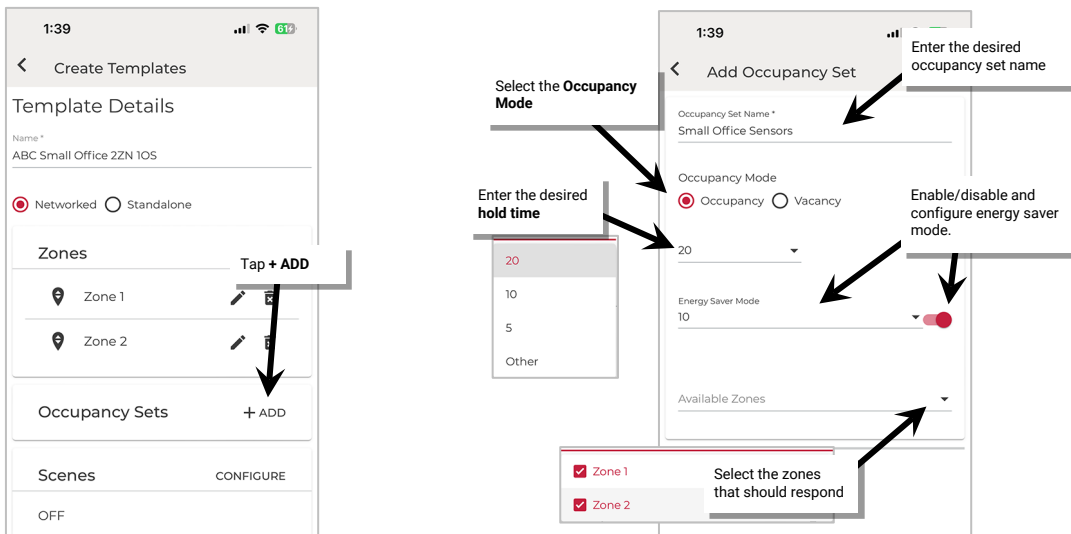 1:39
61
Create Templates
Template Details
Name *
ABC Small Office 2ZN 1OS
Networked
Standalone
Zones
Tap + ADD
Zone 1
Zone 2
Occupancy Sets
+ ADD
Scenes
CONFIGURE
OFF
1:39
Add Occupancy Set
Enter the desired
occupancy set name
Select the Occupancy
Mode
Occupancy Set Name *
Small Office Sensors
Occupancy Mode
Occupancy
Vacancy
Enter the desired
hold time
20
20
10
5
Other
Enable/disable and
configure energy saver
mode.
Energy Saver Mode
10
Available Zones
Zone 1
Zone 2
Select the zones
that should respond